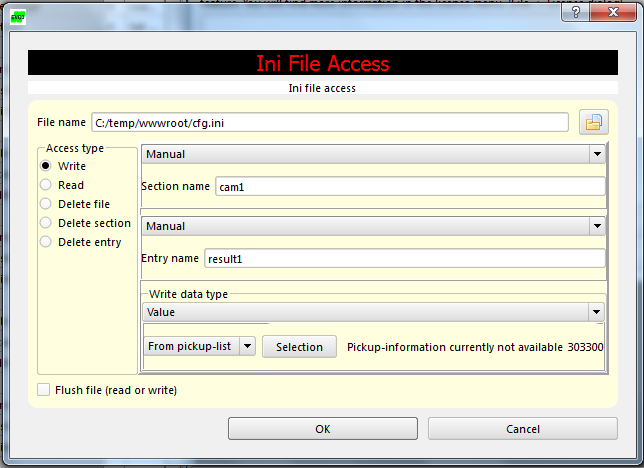 Ini File Access
Ini file access
File name C:/temp/wwwroot/cfg.ini
Access type
Write
Read
Delete file
Delete section
Delete entry
Manual
Section name cam1
Manual
Entry name result1
Write data type
Value
From pickup-list Selection Pickup-information currently not available 303300
Flush file (read or write)
OK Cancel